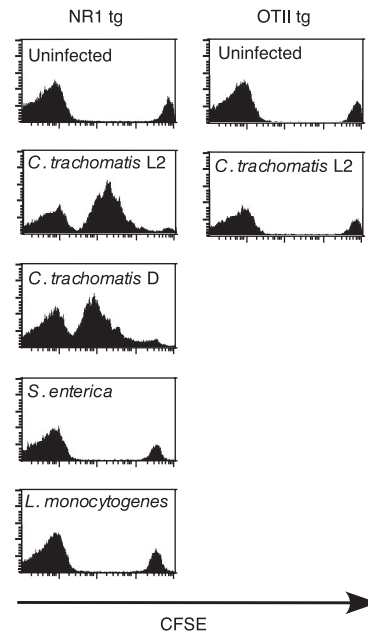 NR1 tg OTII tg
Uninfected Uninfected
C. trachomatis L2 C. trachomatis L2
C. trachomatis D
S. enterica
L. monocytogenes
CFSE